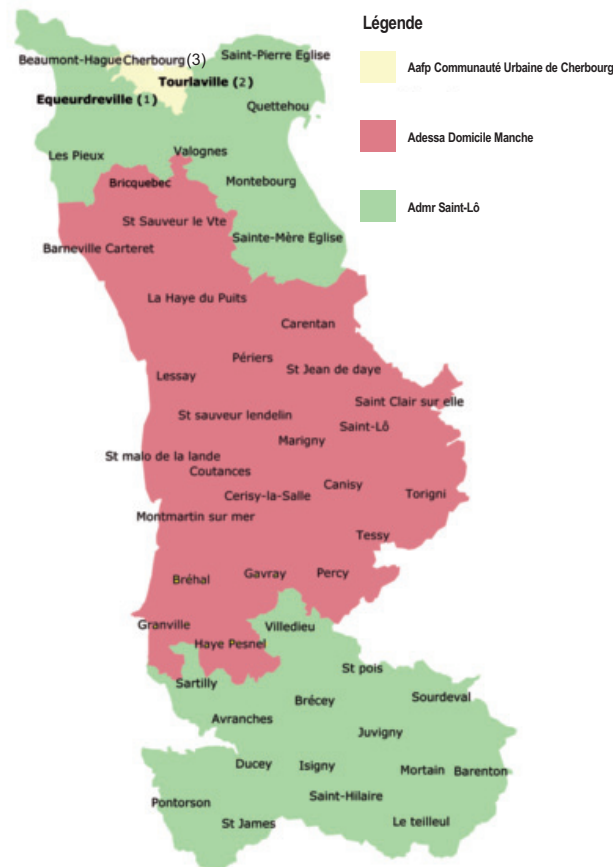 Légende
Aafp Communauté Urbaine de Cherbourg
Adessa Domicile Manche
Admr Saint-Lô
Saint-Pierre Eglise
Beaumont-Hague
Cherbourg (3)
Tourlaville (2)
Equeurdreville (1)
Quettehou
Les Pieux
Valognes
Bricquebec
Montebourg
St Sauveur le Vte
Sainte-Mère Eglise
Barneville Carteret
La Haye du Puits
Carentan
Périers
St Jean de daye
Lessay
Saint Clair sur elle
St sauveur lendelin
Saint-Lô
Marigny
St malo de la lande
Coutances
Canisy
Cerisy-la-Salle
Torigni
Montmartin sur mer
Tessy
Bréhal
Gavray
Percy
Granville
Villedieu
Haye Pesnel
St pois
Sartilly
Sourdeval
Brécey
Avranches
Juvigny
Ducey
Isigny
Mortain
Barenton
Pontorson
Saint-Hilaire
St James
Le teilleul